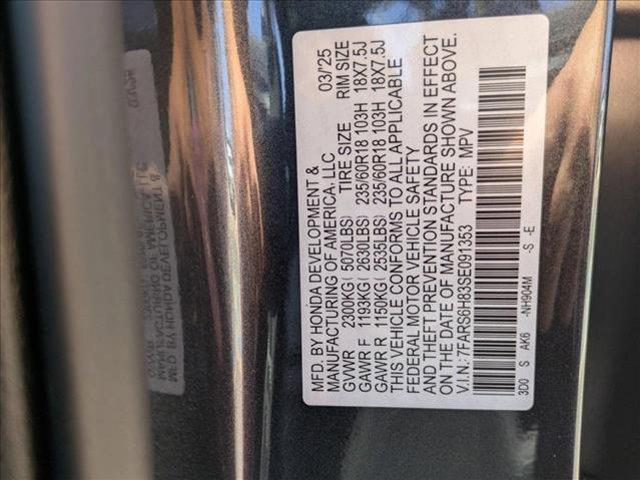 MFD. BY HONDA DEVELOPMENT & 03/'25
MANUFACTURING OF AMERICA, LLC
GVWR 2300KG( 5070LBS) TIRE SIZE RIM SIZE
GAWR F 1193KG( 2630LBS) 235/60R18 103H 18X7.5J
GAWR R 1150KG( 2535LBS) 235/60R18 103H 18X7.5J
THIS VEHICLE CONFORMS TO ALL APPLICABLE
FEDERAL MOTOR VEHICLE SAFETY
AND THEFT PREVENTION STANDARDS IN EFFECT
ON THE DATE OF MANUFACTURE SHOWN ABOVE.
V.I.N.: 7FARS6H83SE091353 TYPE: MPV
3D0 S AK6 -NH904M -S -E